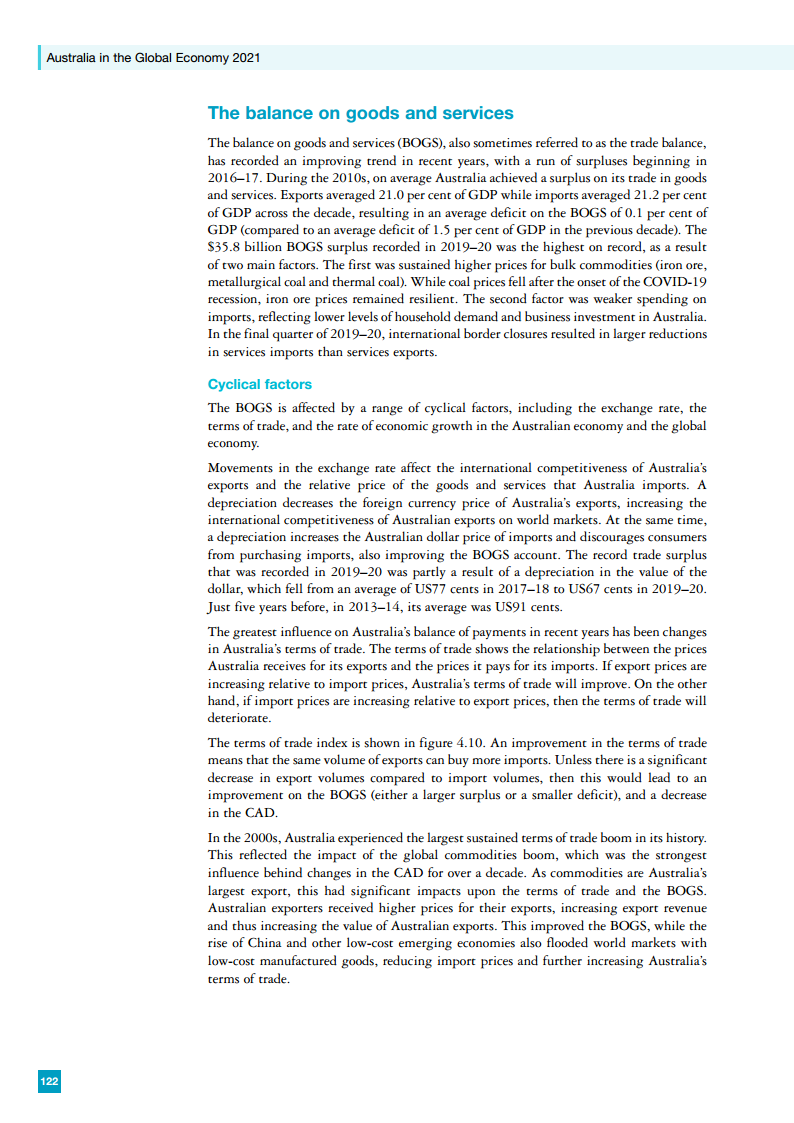 Australia in the Global Economy 2021
The balance on goods and services
The balance on goods and services (BOGS), also sometimes referred to as the trade balance,
has recorded an improving trend in recent years, with a run of surpluses beginning in
2016–17. During the 2010s, on average Australia achieved a surplus on its trade in goods
and services. Exports averaged 21.0 per cent of GDP while imports averaged 21.2 per cent
of GDP across the decade, resulting in an average deficit on the BOGS of 0.1 per cent of
GDP (compared to an average deficit of 1.5 per cent of GDP in the previous decade). The
$35.8 billion BOGS surplus recorded in 2019–20 was the highest on record, as a result
of two main factors. The first was sustained higher prices for bulk commodities (iron ore,
metallurgical coal and thermal coal). While coal prices fell after the onset of the COVID-19
recession, iron ore prices remained resilient. The second factor was weaker spending on
imports, reflecting lower levels of household demand and business investment in Australia.
In the final quarter of 2019–20, international border closures resulted in larger reductions
in services imports than services exports.
Cyclical factors
The BOGS is affected by a range of cyclical factors, including the exchange rate, the
terms of trade, and the rate of economic growth in the Australian economy and the global
economy.
Movements in the exchange rate affect the international competitiveness of Australia's
exports and the relative price of the goods and services that Australia imports. A
depreciation decreases the foreign currency price of Australia's exports, increasing the
international competitiveness of Australian exports on world markets. At the same time,
a depreciation increases the Australian dollar price of imports and discourages consumers
from purchasing imports, also improving the BOGS account. The record trade surplus
that was recorded in 2019–20 was partly a result of a depreciation in the value of the
dollar, which fell from an average of US77 cents in 2017–18 to US67 cents in 2019–20.
Just five years before, in 2013–14, its average was US91 cents.
The greatest influence on Australia's balance of payments in recent years has been changes
in Australia's terms of trade. The terms of trade shows the relationship between the prices
Australia receives for its exports and the prices it pays for its imports. If export prices are
increasing relative to import prices, Australia's terms of trade will improve. On the other
hand, if import prices are increasing relative to export prices, then the terms of trade will
deteriorate.
The terms of trade index is shown in figure 4.10. An improvement in the terms of trade
means that the same volume of exports can buy more imports. Unless there is a significant
decrease in export volumes compared to import volumes, then this would lead to an
improvement on the BOGS (either a larger surplus or a smaller deficit), and a decrease
in the CAD.
In the 2000s, Australia experienced the largest sustained terms of trade boom in its history.
This reflected the impact of the global commodities boom, which was the strongest
influence behind changes in the CAD for over a decade. As commodities are Australia's
largest export, this had significant impacts upon the terms of trade and the BOGS.
Australian exporters received higher prices for their exports, increasing export revenue
and thus increasing the value of Australian exports. This improved the BOGS, while the
rise of China and other low-cost emerging economies also flooded world markets with
low-cost manufactured goods, reducing import prices and further increasing Australia's
terms of trade.
122